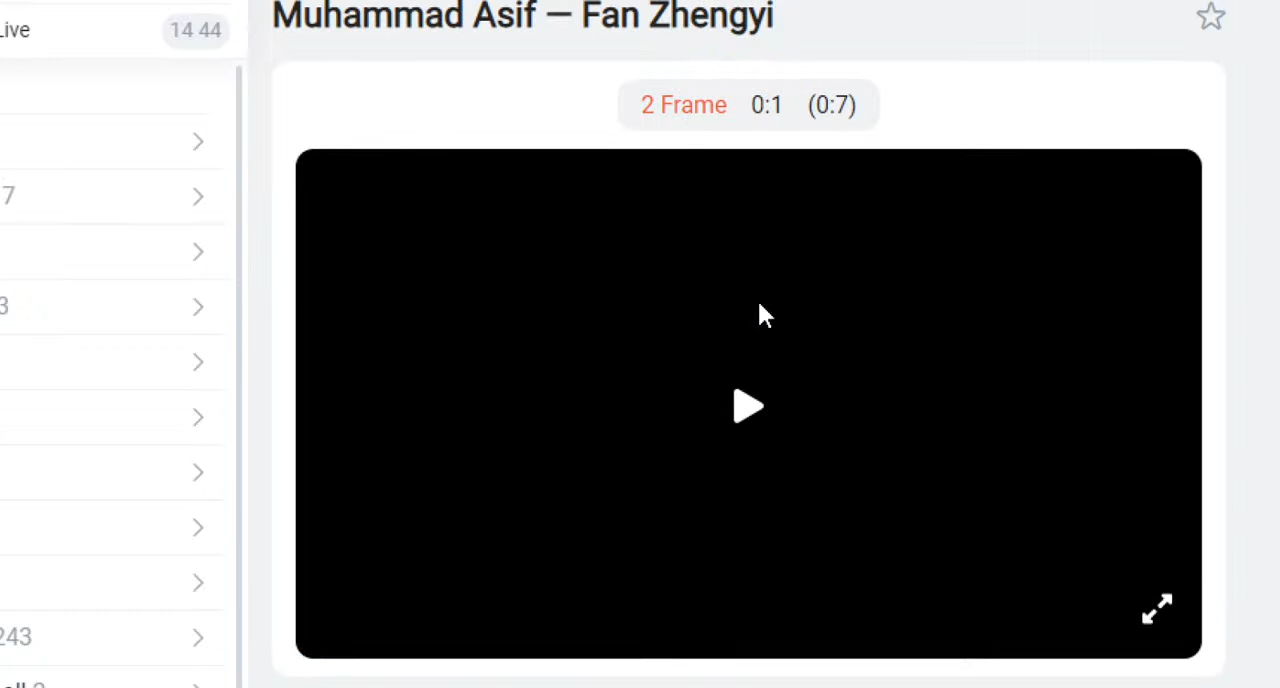 Muhammad Asif — Fan Zhengyi
Live
14 44
2 Frame 0:1 (0:7)
7
3
243